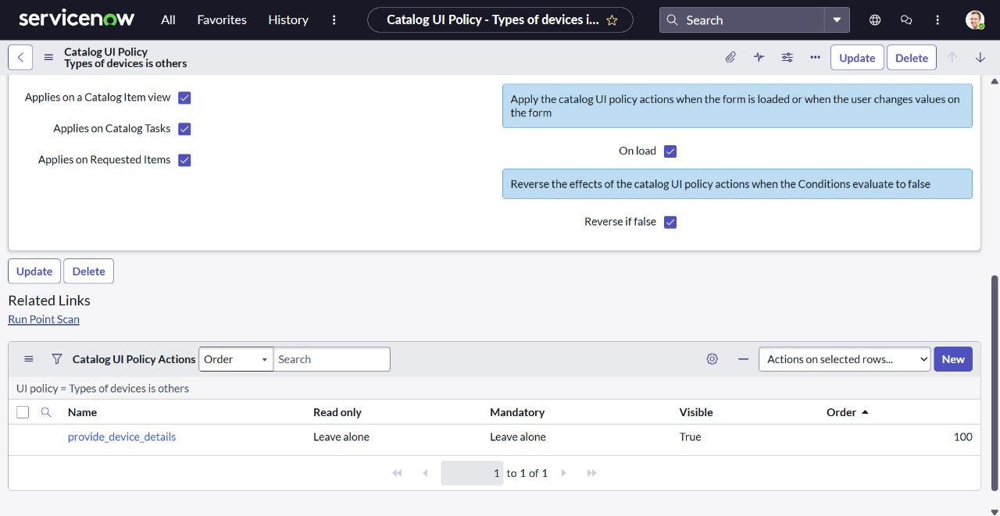 servicenow All Favorites History Catalog UI Policy - Types of devices i... Search
Catalog UI Policy
Types of devices is others
Update Delete
Applies on a Catalog Item view
Applies on Catalog Tasks
Applies on Requested Items
Apply the catalog UI policy actions when the form is loaded or when the user changes values on
the form
On load
Reverse the effects of the catalog UI policy actions when the Conditions evaluate to false
Reverse if false
Update Delete
Related Links
Run Point Scan
Catalog UI Policy Actions Order Search Actions on selected rows... New
UI policy = Types of devices is others
Name Read only Mandatory Visible Order
provide_device_details Leave alone Leave alone True 100
1 to 1 of 1